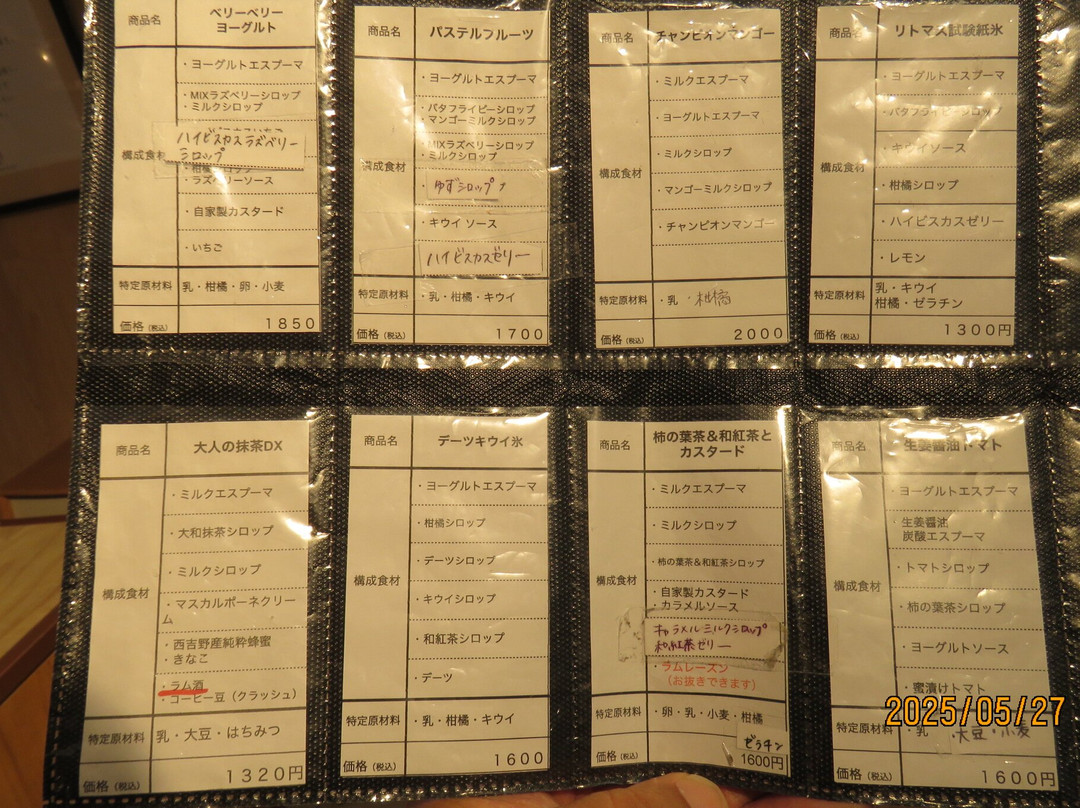 商品名
ベリーベリー
ヨーグルト
・ヨーグルトエスプーマ
・MIXラズベリーシロップ
・ミルクシロップ
ハイビスカスラズベリー
シロップ
構成食材
・ラズベリーソース
・自家製カスタード
・いちご
特定原材料
・乳・柑橘・卵・小麦
価格(税込)
1850
商品名
パステルフルーツ
・ヨーグルトエスプーマ
・バタフライピーシロップ
・マンゴーミルクシロップ
・MIXラズベリーシロップ
・ミルクシロップ
構成食材
・ゆずシロップ
・キウイ ソース
ハイビスカスゼリー
特定原材料
・乳・柑橘・キウイ
価格(税込)
1700
商品名
チャンピオンマンゴー
・ミルクエスプーマ
・ヨーグルトエスプーマ
・ミルクシロップ
構成食材
・マンゴーミルクシロップ
・チャンピオンマンゴー
特定原材料
・乳・柑橘
価格(税込)
2000
商品名
リトマス試験紙氷
・ヨーグルトエスプーマ
・バタフライピーシロップ
・キウイソース
構成食材
・柑橘シロップ
・ハイビスカスゼリー
・レモン
特定原材料
乳・キウイ
柑橘・ゼラチン
価格(税込)
1300円
商品名
大人の抹茶DX
・ミルクエスプーマ
・大和抹茶シロップ
・ミルクシロップ
構成食材
・マスカルポーネクリー
ム
・西吉野産純粋蜂蜜
・きなこ
・ラム酒
・コーヒー豆（クラッシュ）
特定原材料
乳・大豆・はちみつ
価格(税込)
1320円
商品名
デーツキウイ氷
・ヨーグルトエスプーマ
・柑橘シロップ
・デーツシロップ
構成食材
・キウイシロップ
・和紅茶シロップ
・デーツ
特定原材料
・乳・柑橘・キウイ
価格(税込)
1600
商品名
柿の葉茶＆和紅茶と
カスタード
・ミルクエスプーマ
・ミルクシロップ
・柿の葉茶＆和紅茶シロップ
構成食材
・自家製カスタード
・カラメルソース
キャラメルミルクシロップ
和紅茶ゼリー
・ラムレーズン
（お抜きできます）
特定原材料
・卵・乳・小麦・柑橘
ゼラチン
価格(税込)
1600円
商品名
生姜醤油トマト
・ヨーグルトエスプーマ
・生姜醤油
炭酸エスプーマ
・トマトシロップ
構成食材
・柿の葉茶シロップ
・ヨーグルトソース
・蜜漬けトマト
特定原材料
・乳・大豆・小麦
価格(税込)
1600円
2025/05/27